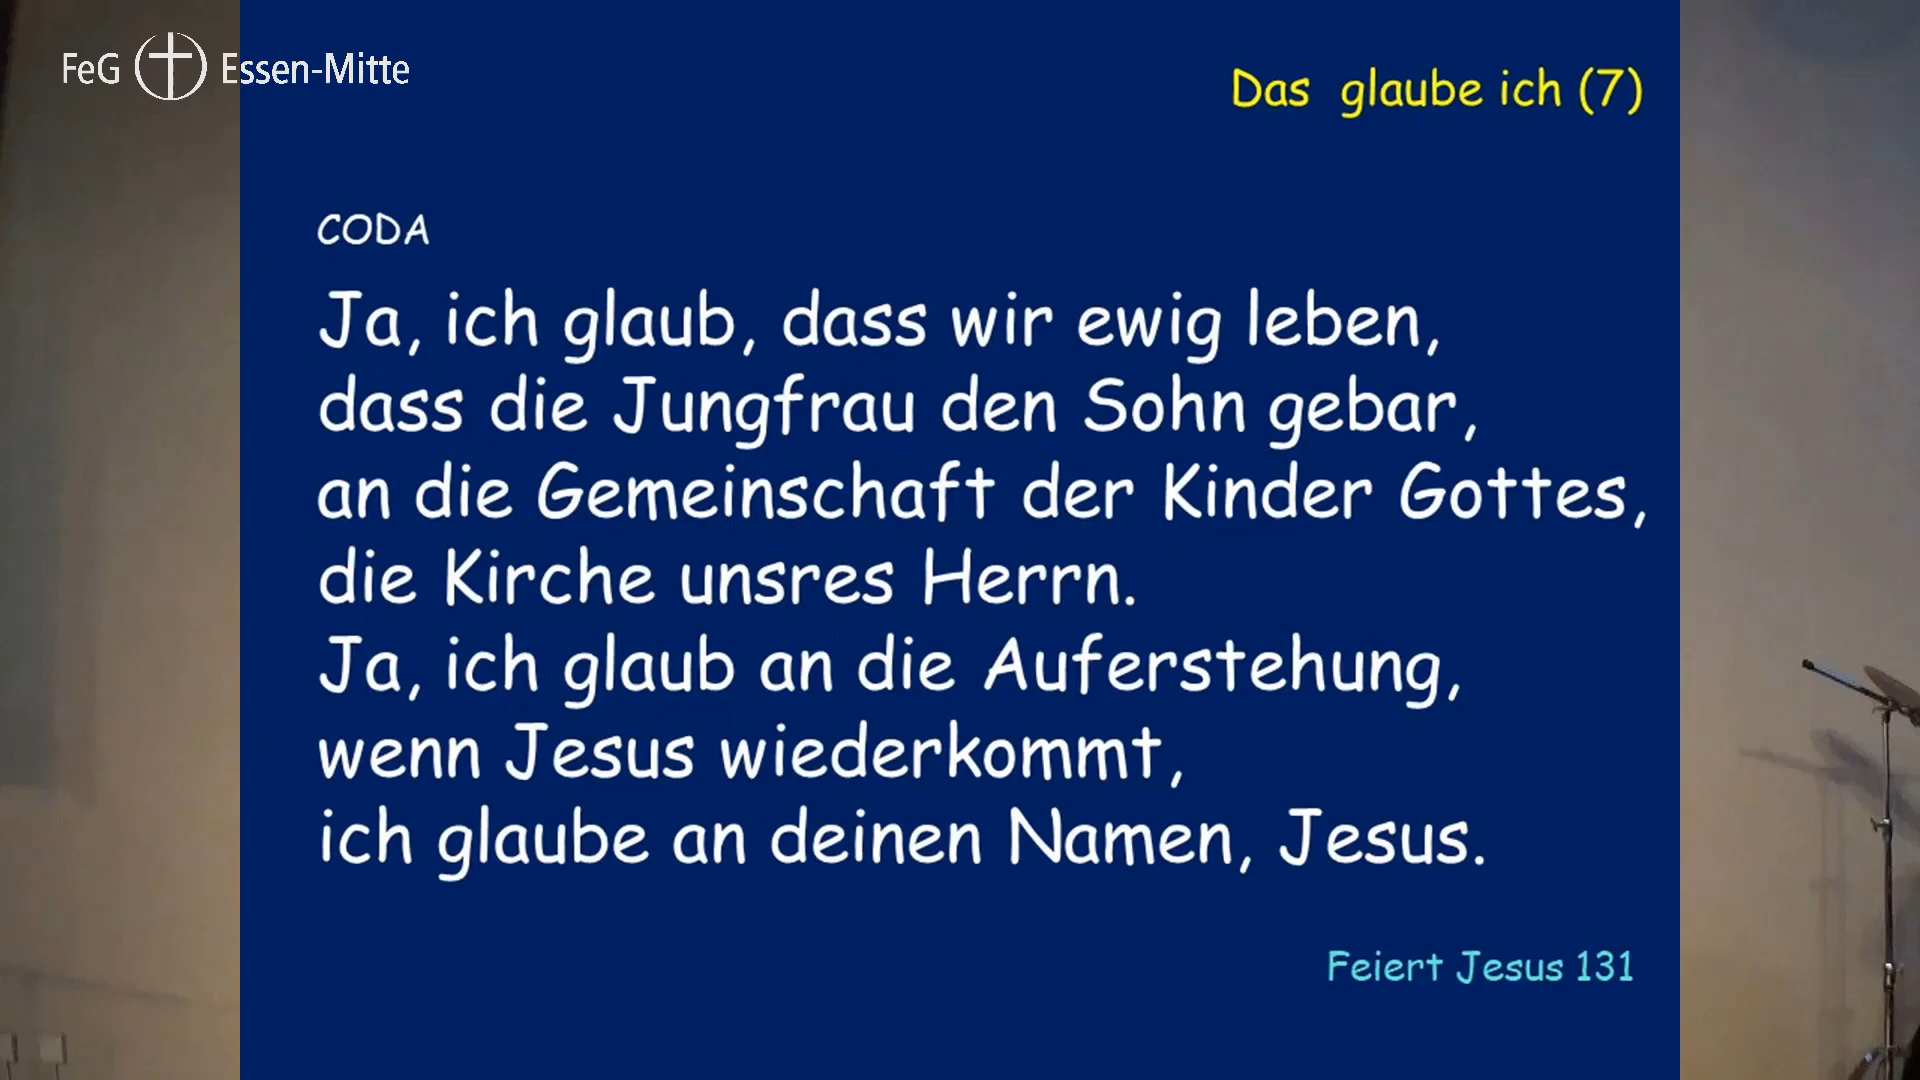 FeG Essen-Mitte
Das glaube ich (7)
CODA
Ja, ich glaub, dass wir ewig leben,
dass die Jungfrau den Sohn gebar,
an die Gemeinschaft der Kinder Gottes,
die Kirche unsres Herrn.
Ja, ich glaub an die Auferstehung,
wenn Jesus wiederkommt,
ich glaube an deinen Namen, Jesus.
Feiert Jesus 131